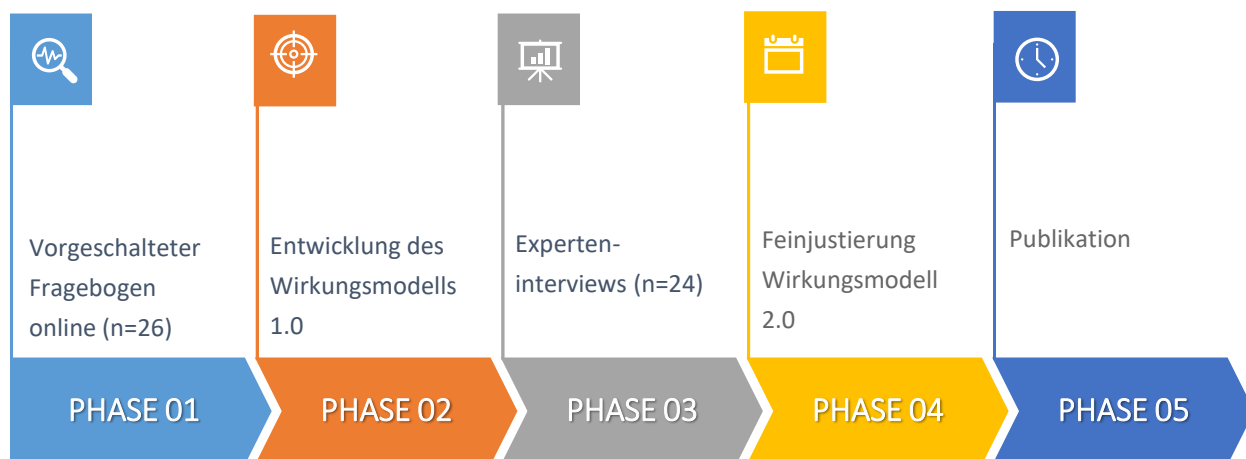 Vorgeschalteter
Fragebogen
online (n=26)
Entwicklung des
Wirkungsmodells
1.0
Experten-
interviews (n=24)
Feinjustierung
Wirkungsmodell
2.0
Publikation
PHASE 01
PHASE 02
PHASE 03
PHASE 04
PHASE 05